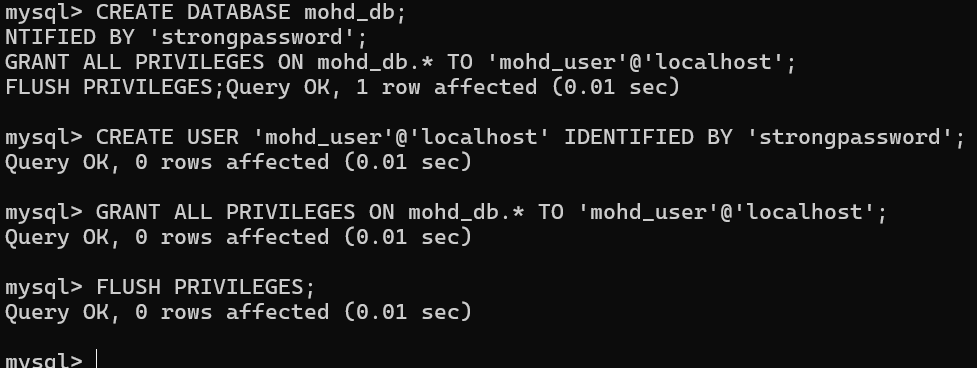 mysql> CREATE DATABASE mohd_db;
NTIFIED BY 'strongpassword';
GRANT ALL PRIVILEGES ON mohd_db.* TO 'mohd_user'@'localhost';
FLUSH PRIVILEGES;Query OK, 1 row affected (0.01 sec)
mysql> CREATE USER 'mohd_user'@'localhost' IDENTIFIED BY 'strongpassword';
Query OK, 0 rows affected (0.01 sec)
mysql> GRANT ALL PRIVILEGES ON mohd_db.* TO 'mohd_user'@'localhost';
Query OK, 0 rows affected (0.01 sec)
mysql> FLUSH PRIVILEGES;
Query OK, 0 rows affected (0.01 sec)
mysql>